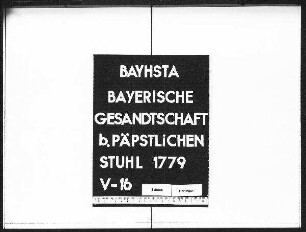 BAYHSTA
BAYERISCHE
GESANDTSCHAFT
b. PÄPSTLiCHEN
STUHL 1779
V-16